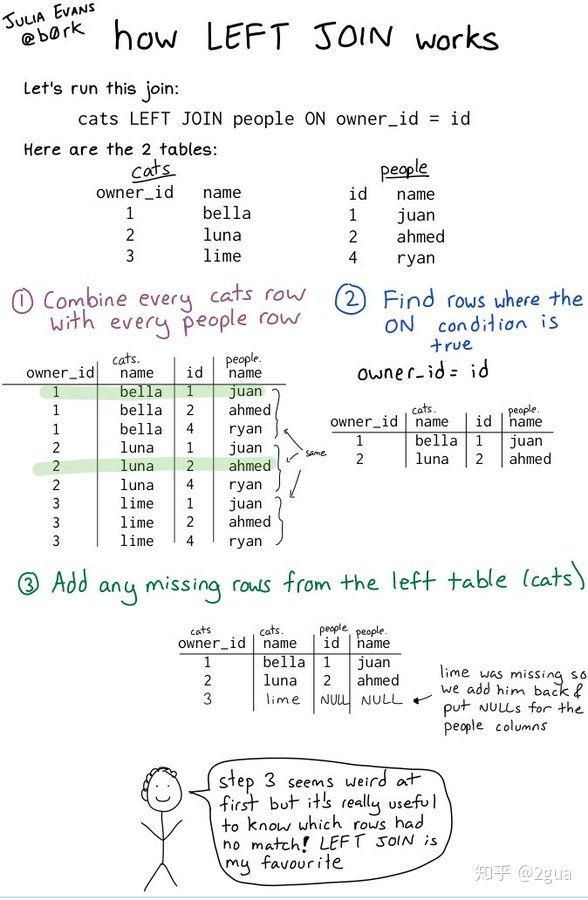 JULIA EVANS
@b0rk
how LEFT JOIN works
Let's run this join:
cats LEFT JOIN people ON owner_id = id
Here are the 2 tables:
cats
owner_id name
1 bella
2 luna
3 lime
people
id name
1 juan
2 ahmed
4 ryan
① Combine every cats row
with every people row
cats. people.
owner_id name id name
1 bella 1 juan
1 bella 2 ahmed
1 bella 4 ryan
2 luna 1 juan
2 luna 2 ahmed
2 luna 4 ryan
3 lime 1 juan
3 lime 2 ahmed
3 lime 4 ryan
same
② Find rows where the
ON condition is
true
owner_id = id
cats. people.
owner_id name id name
1 bella 1 juan
2 luna 2 ahmed
③ Add any missing rows from the left table (cats)
cats cats. people people.
owner_id name id name
1 bella 1 juan
2 luna 2 ahmed
3 lime NULL NULL
lime was missing so
we add him back &
put NULLs for the
people columns
step 3 seems weird at
first but it's really useful
to know which rows had
no match! LEFT JOIN is
my favourite
知乎 @2gua